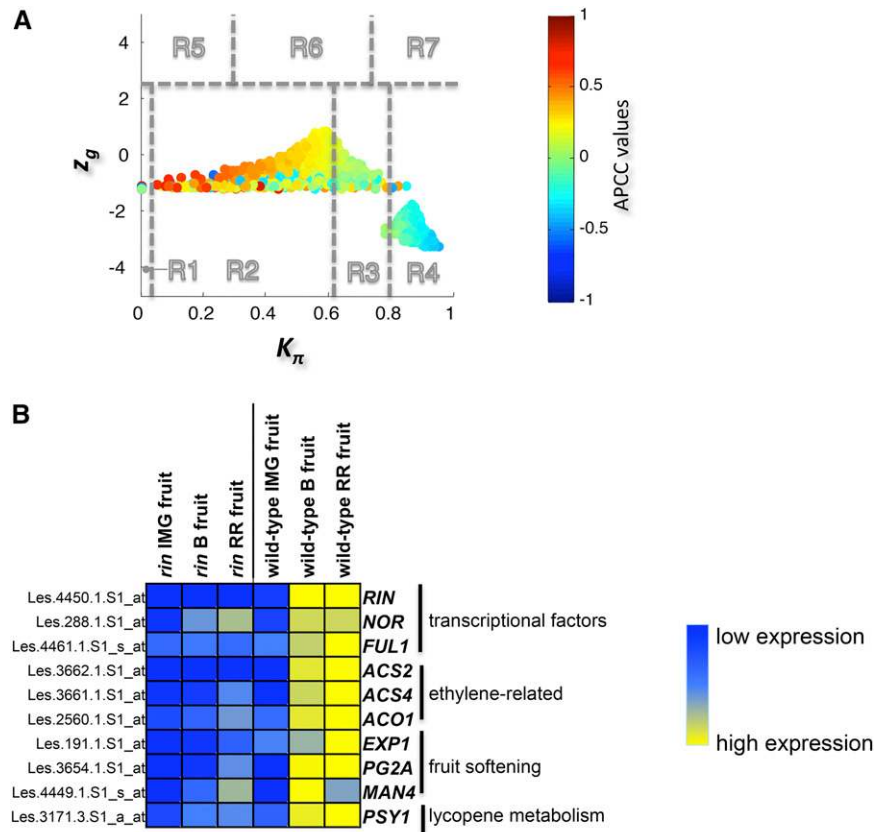 A
R5
R6
R7
4
2
0
-2
-4
z_g
R1
R2
R3
R4
0
0.2
0.4
0.6
0.8
1
K_π
1
0.5
0
-0.5
-1
APCC values
B
rin IMG fruit
rin B fruit
rin RR fruit
wild-type IMG fruit
wild-type B fruit
wild-type RR fruit
Les.4450.1.S1_at RIN
Les.288.1.S1_at NOR transcriptional factors
Les.4461.1.S1_s_at FUL1
Les.3662.1.S1_at ACS2
Les.3661.1.S1_at ACS4 ethylene-related
Les.2560.1.S1_at ACO1
Les.191.1.S1_at EXP1
Les.3654.1.S1_at PG2A fruit softening
Les.4449.1.S1_s_at MAN4
Les.3171.3.S1_a_at PSY1 lycopene metabolism
low expression
high expression